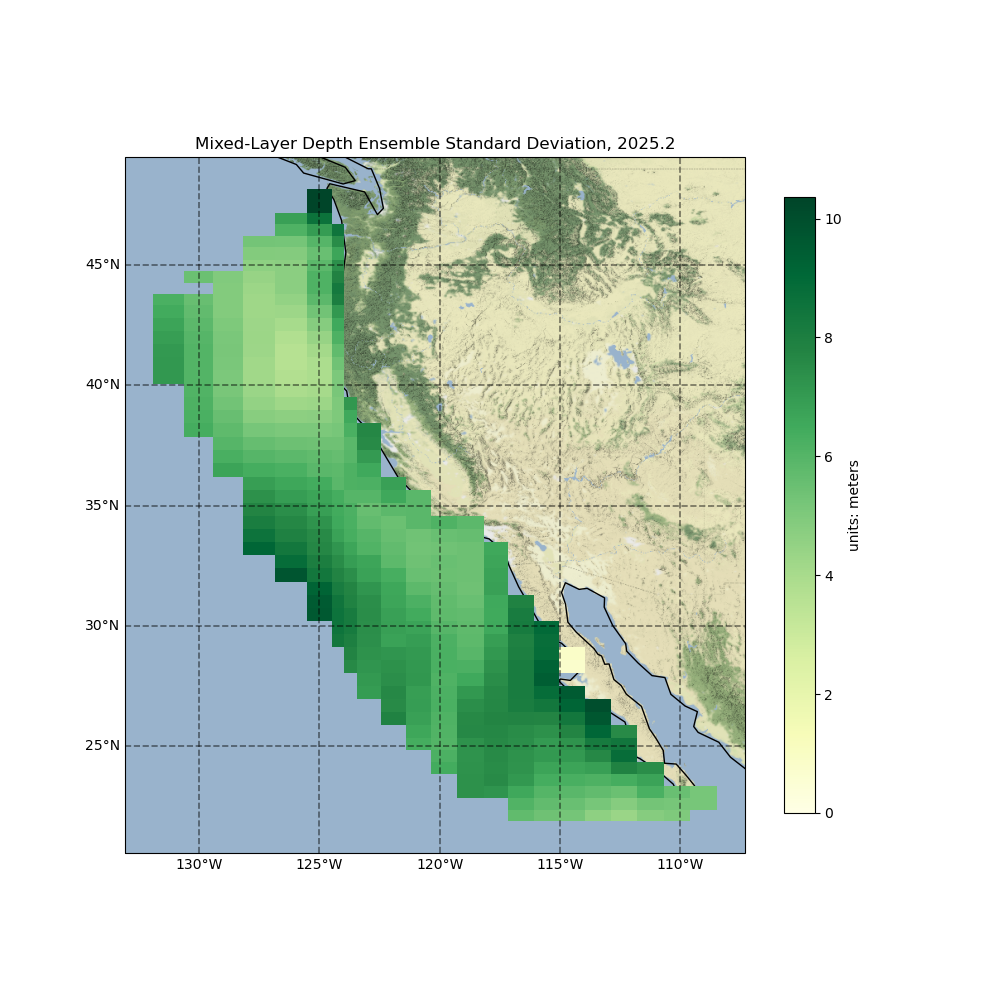 Mixed-Layer Depth Ensemble Standard Deviation, 2025.2
45°N
40°N
35°N
30°N
25°N
130°W
125°W
120°W
115°W
110°W
10
8
6
4
2
0
units: meters